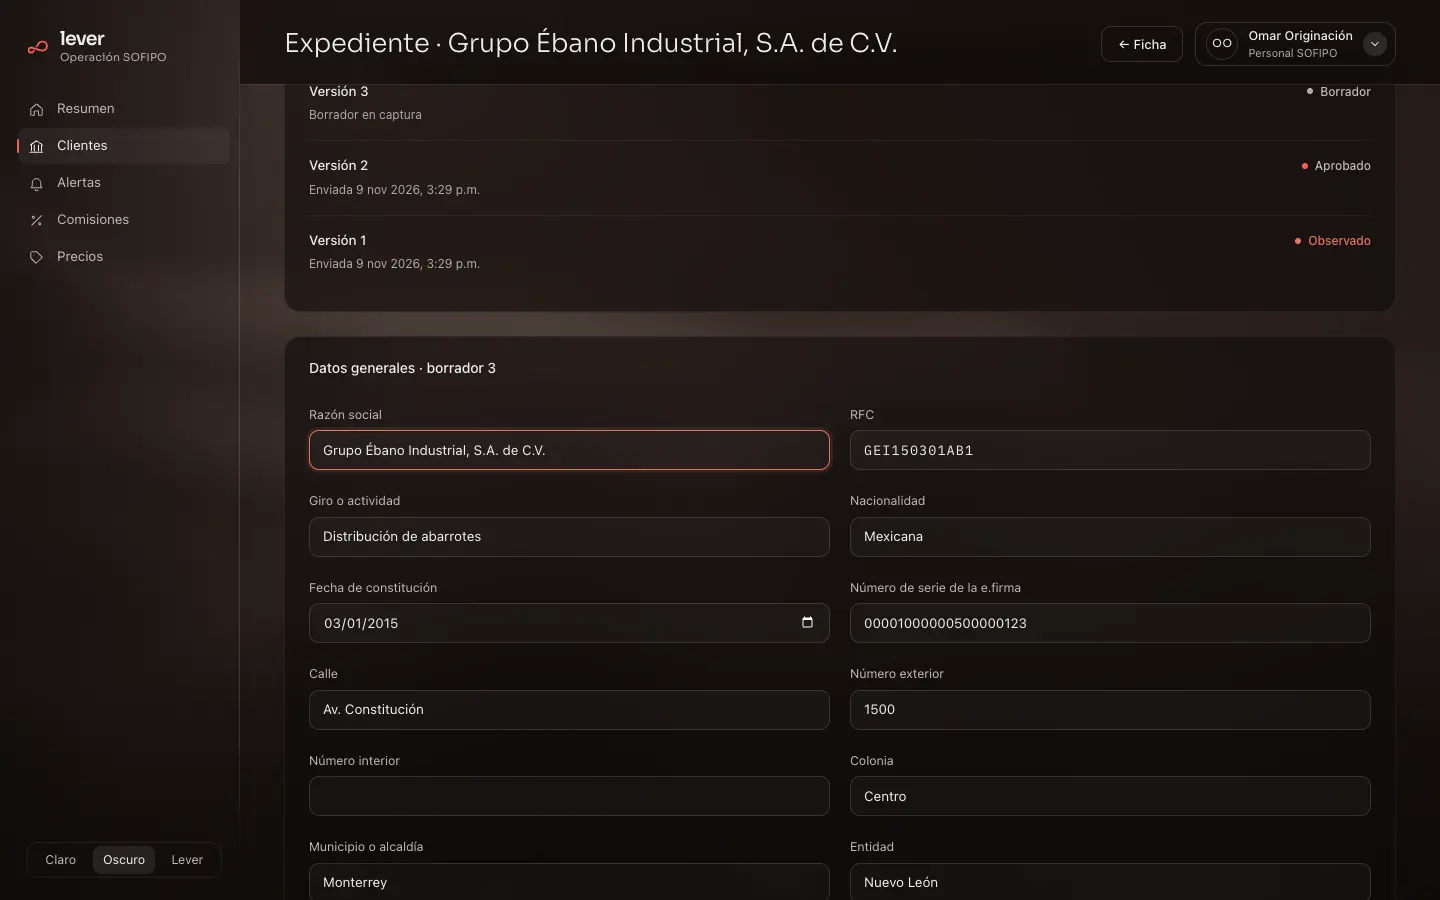 lever
Operación SOFIPO
Resumen
Clientes
Alertas
Comisiones
Precios
Claro
Oscuro
Lever
Expediente · Grupo Ébano Industrial, S.A. de C.V.
← Ficha
OO
Omar Originación
Personal SOFIPO
Versión 3
Borrador
Borrador en captura
Versión 2
Aprobado
Enviada 9 nov 2026, 3:29 p.m.
Versión 1
Observado
Enviada 9 nov 2026, 3:29 p.m.
Datos generales · borrador 3
Razón social
Grupo Ébano Industrial, S.A. de C.V.
RFC
GEI150301AB1
Giro o actividad
Distribución de abarrotes
Nacionalidad
Mexicana
Fecha de constitución
03/01/2015
Número de serie de la e.firma
00001000000500000123
Calle
Av. Constitución
Número exterior
1500
Número interior
Colonia
Centro
Municipio o alcaldía
Monterrey
Entidad
Nuevo León